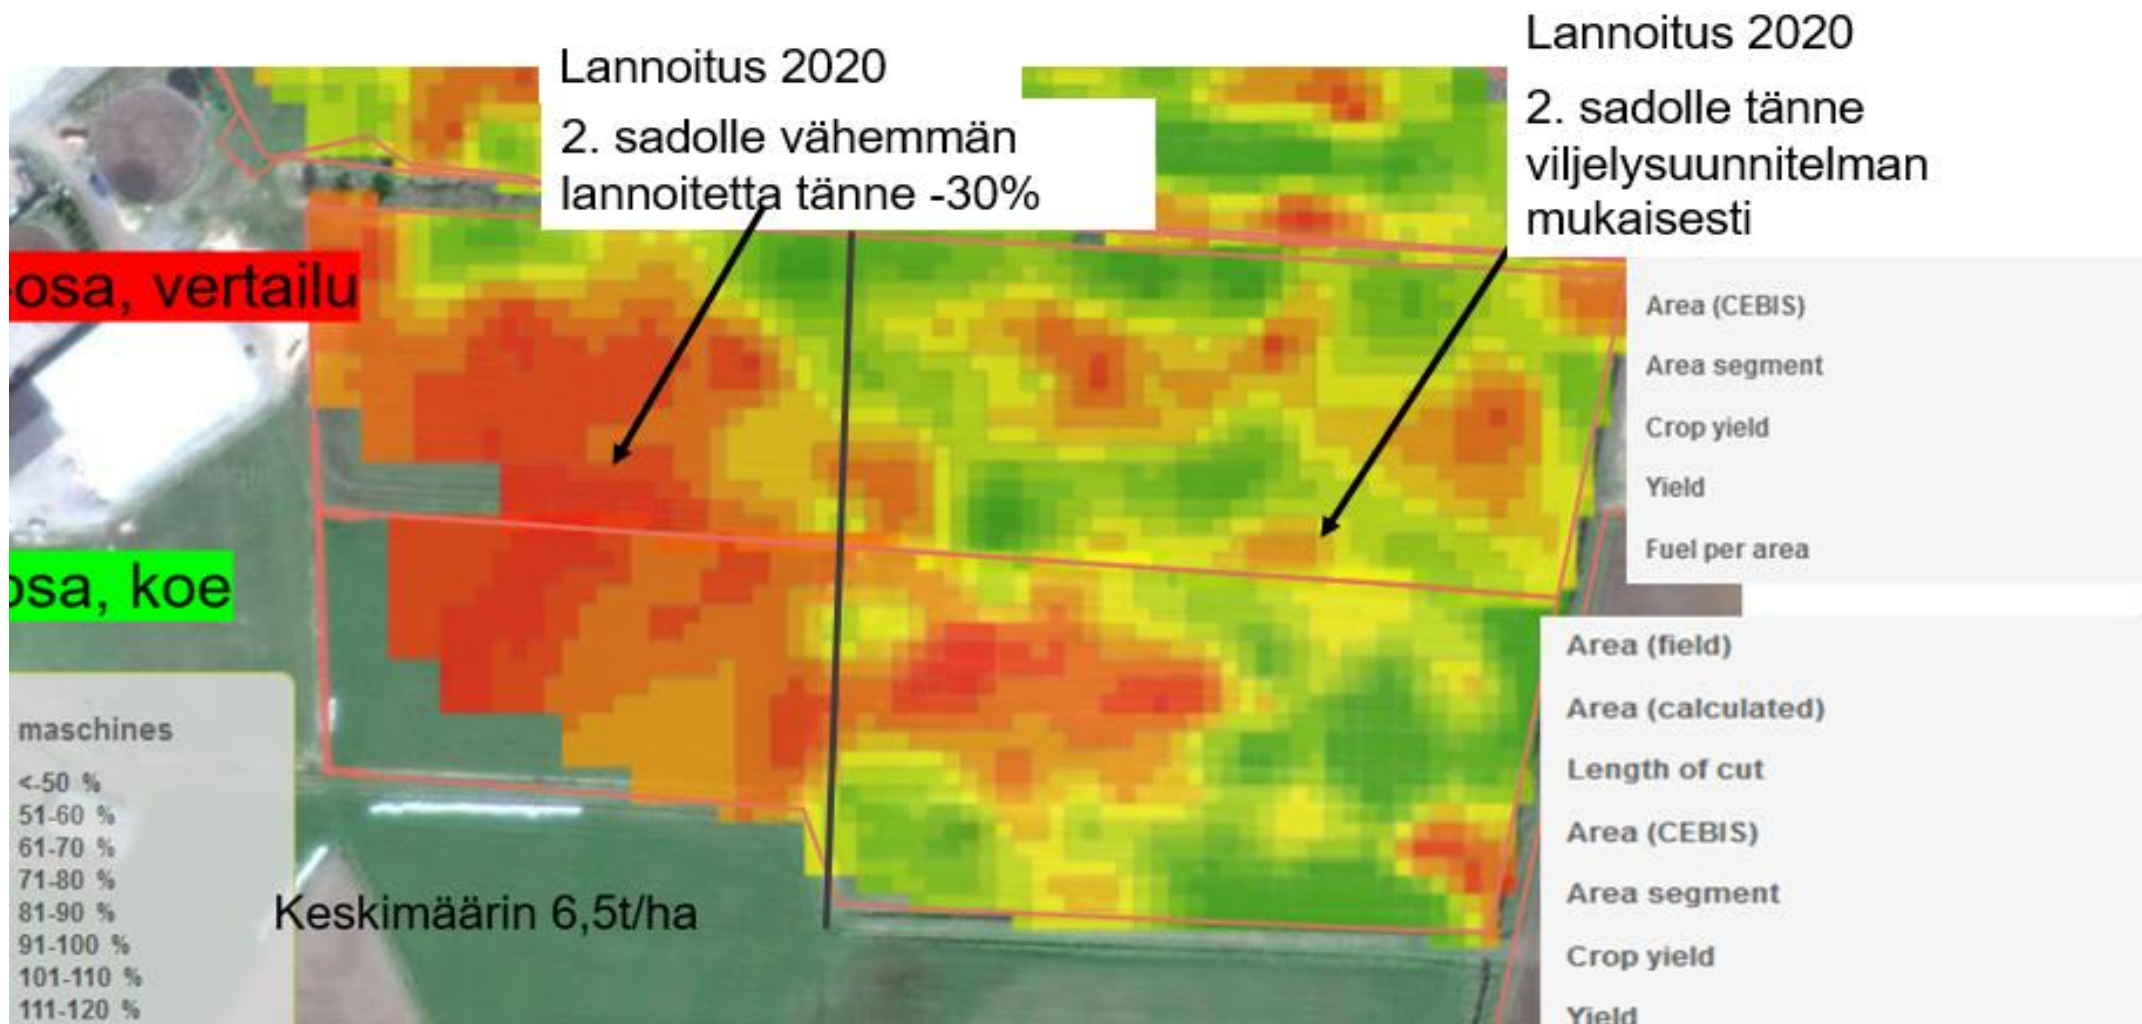 Lannoitus 2020
2. sadolle vähemmän
lannoitetta tänne -30%
Lannoitus 2020
2. sadolle tänne
viljelysuunnitelman
mukaisesti
osa, vertailu
osa, koe
maschines
<-50 %
51-60 %
61-70 %
71-80 %
81-90 %
91-100 %
101-110 %
111-120 %
Keskimäärin 6,5t/ha
Area (CEBIS)
Area segment
Crop yield
Yield
Fuel per area
Area (field)
Area (calculated)
Length of cut
Area (CEBIS)
Area segment
Crop yield
Yield